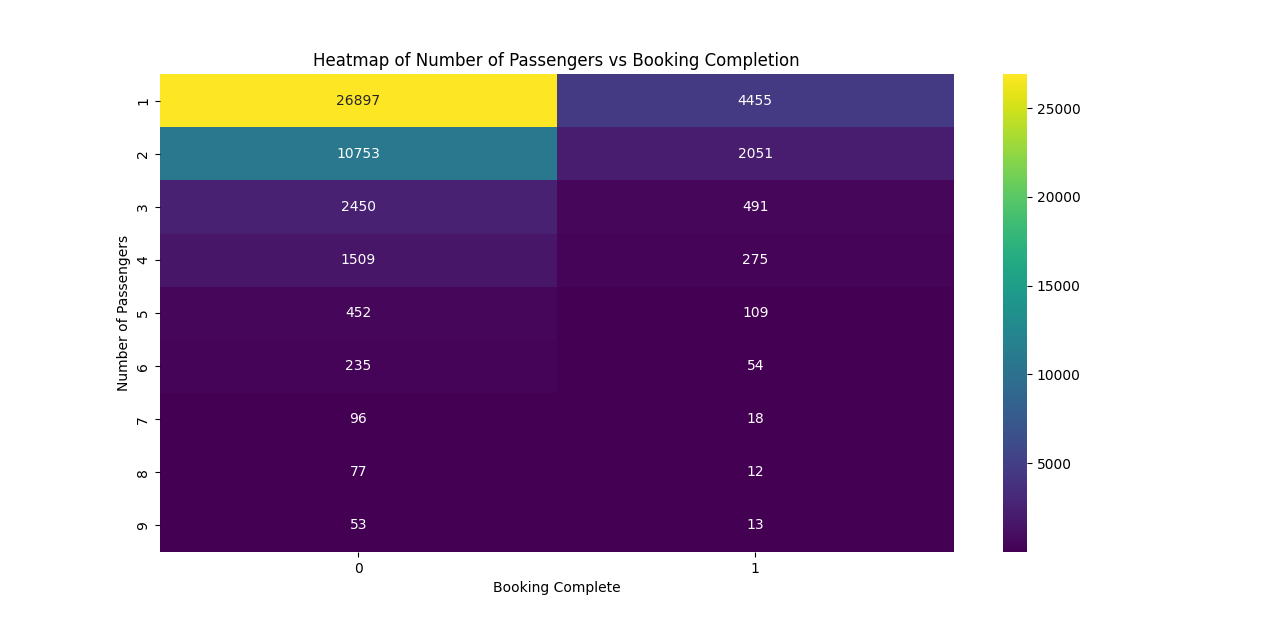 Heatmap of Number of Passengers vs Booking Completion
1 26897 4455
2 10753 2051
3 2450 491
4 1509 275
5 452 109
6 235 54
7 96 18
8 77 12
9 53 13
Number of Passengers
0 1
Booking Complete
25000
20000
15000
10000
5000